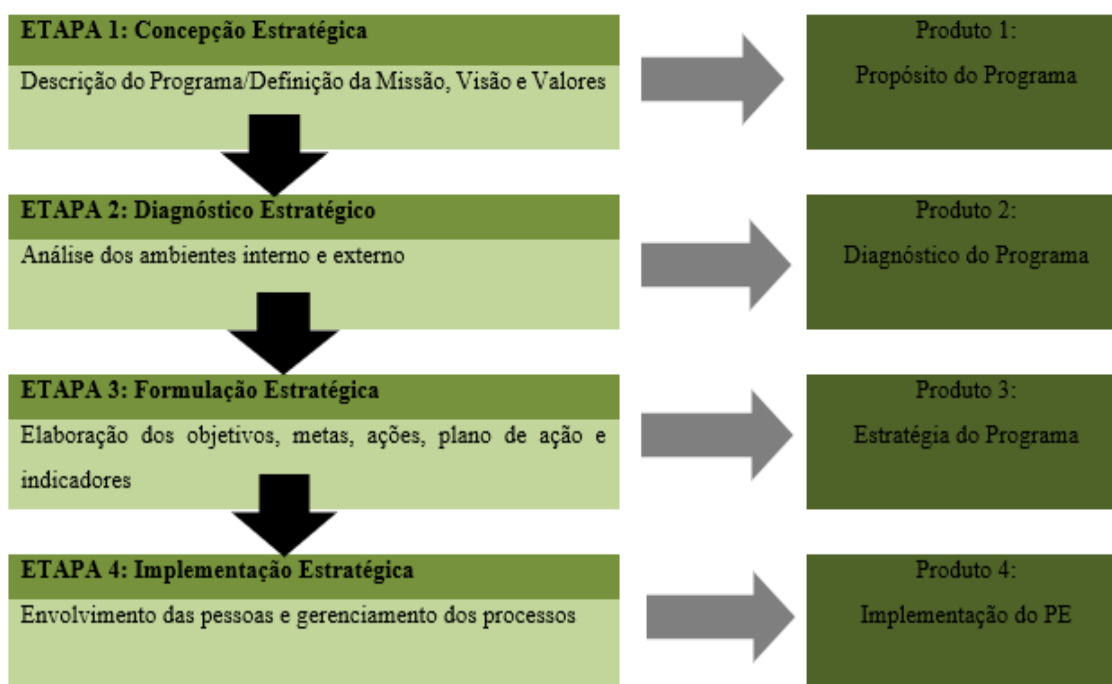 ETAPA 1: Concepção Estratégica
Descrição do Programa/Definição da Missão, Visão e Valores
Produto 1:
Propósito do Programa
ETAPA 2: Diagnóstico Estratégico
Análise dos ambientes interno e externo
Produto 2:
Diagnóstico do Programa
ETAPA 3: Formulação Estratégica
Elaboração dos objetivos, metas, ações, plano de ação e
indicadores
Produto 3:
Estratégia do Programa
ETAPA 4: Implementação Estratégica
Envolvimento das pessoas e gerenciamento dos processos
Produto 4:
Implementação do PE